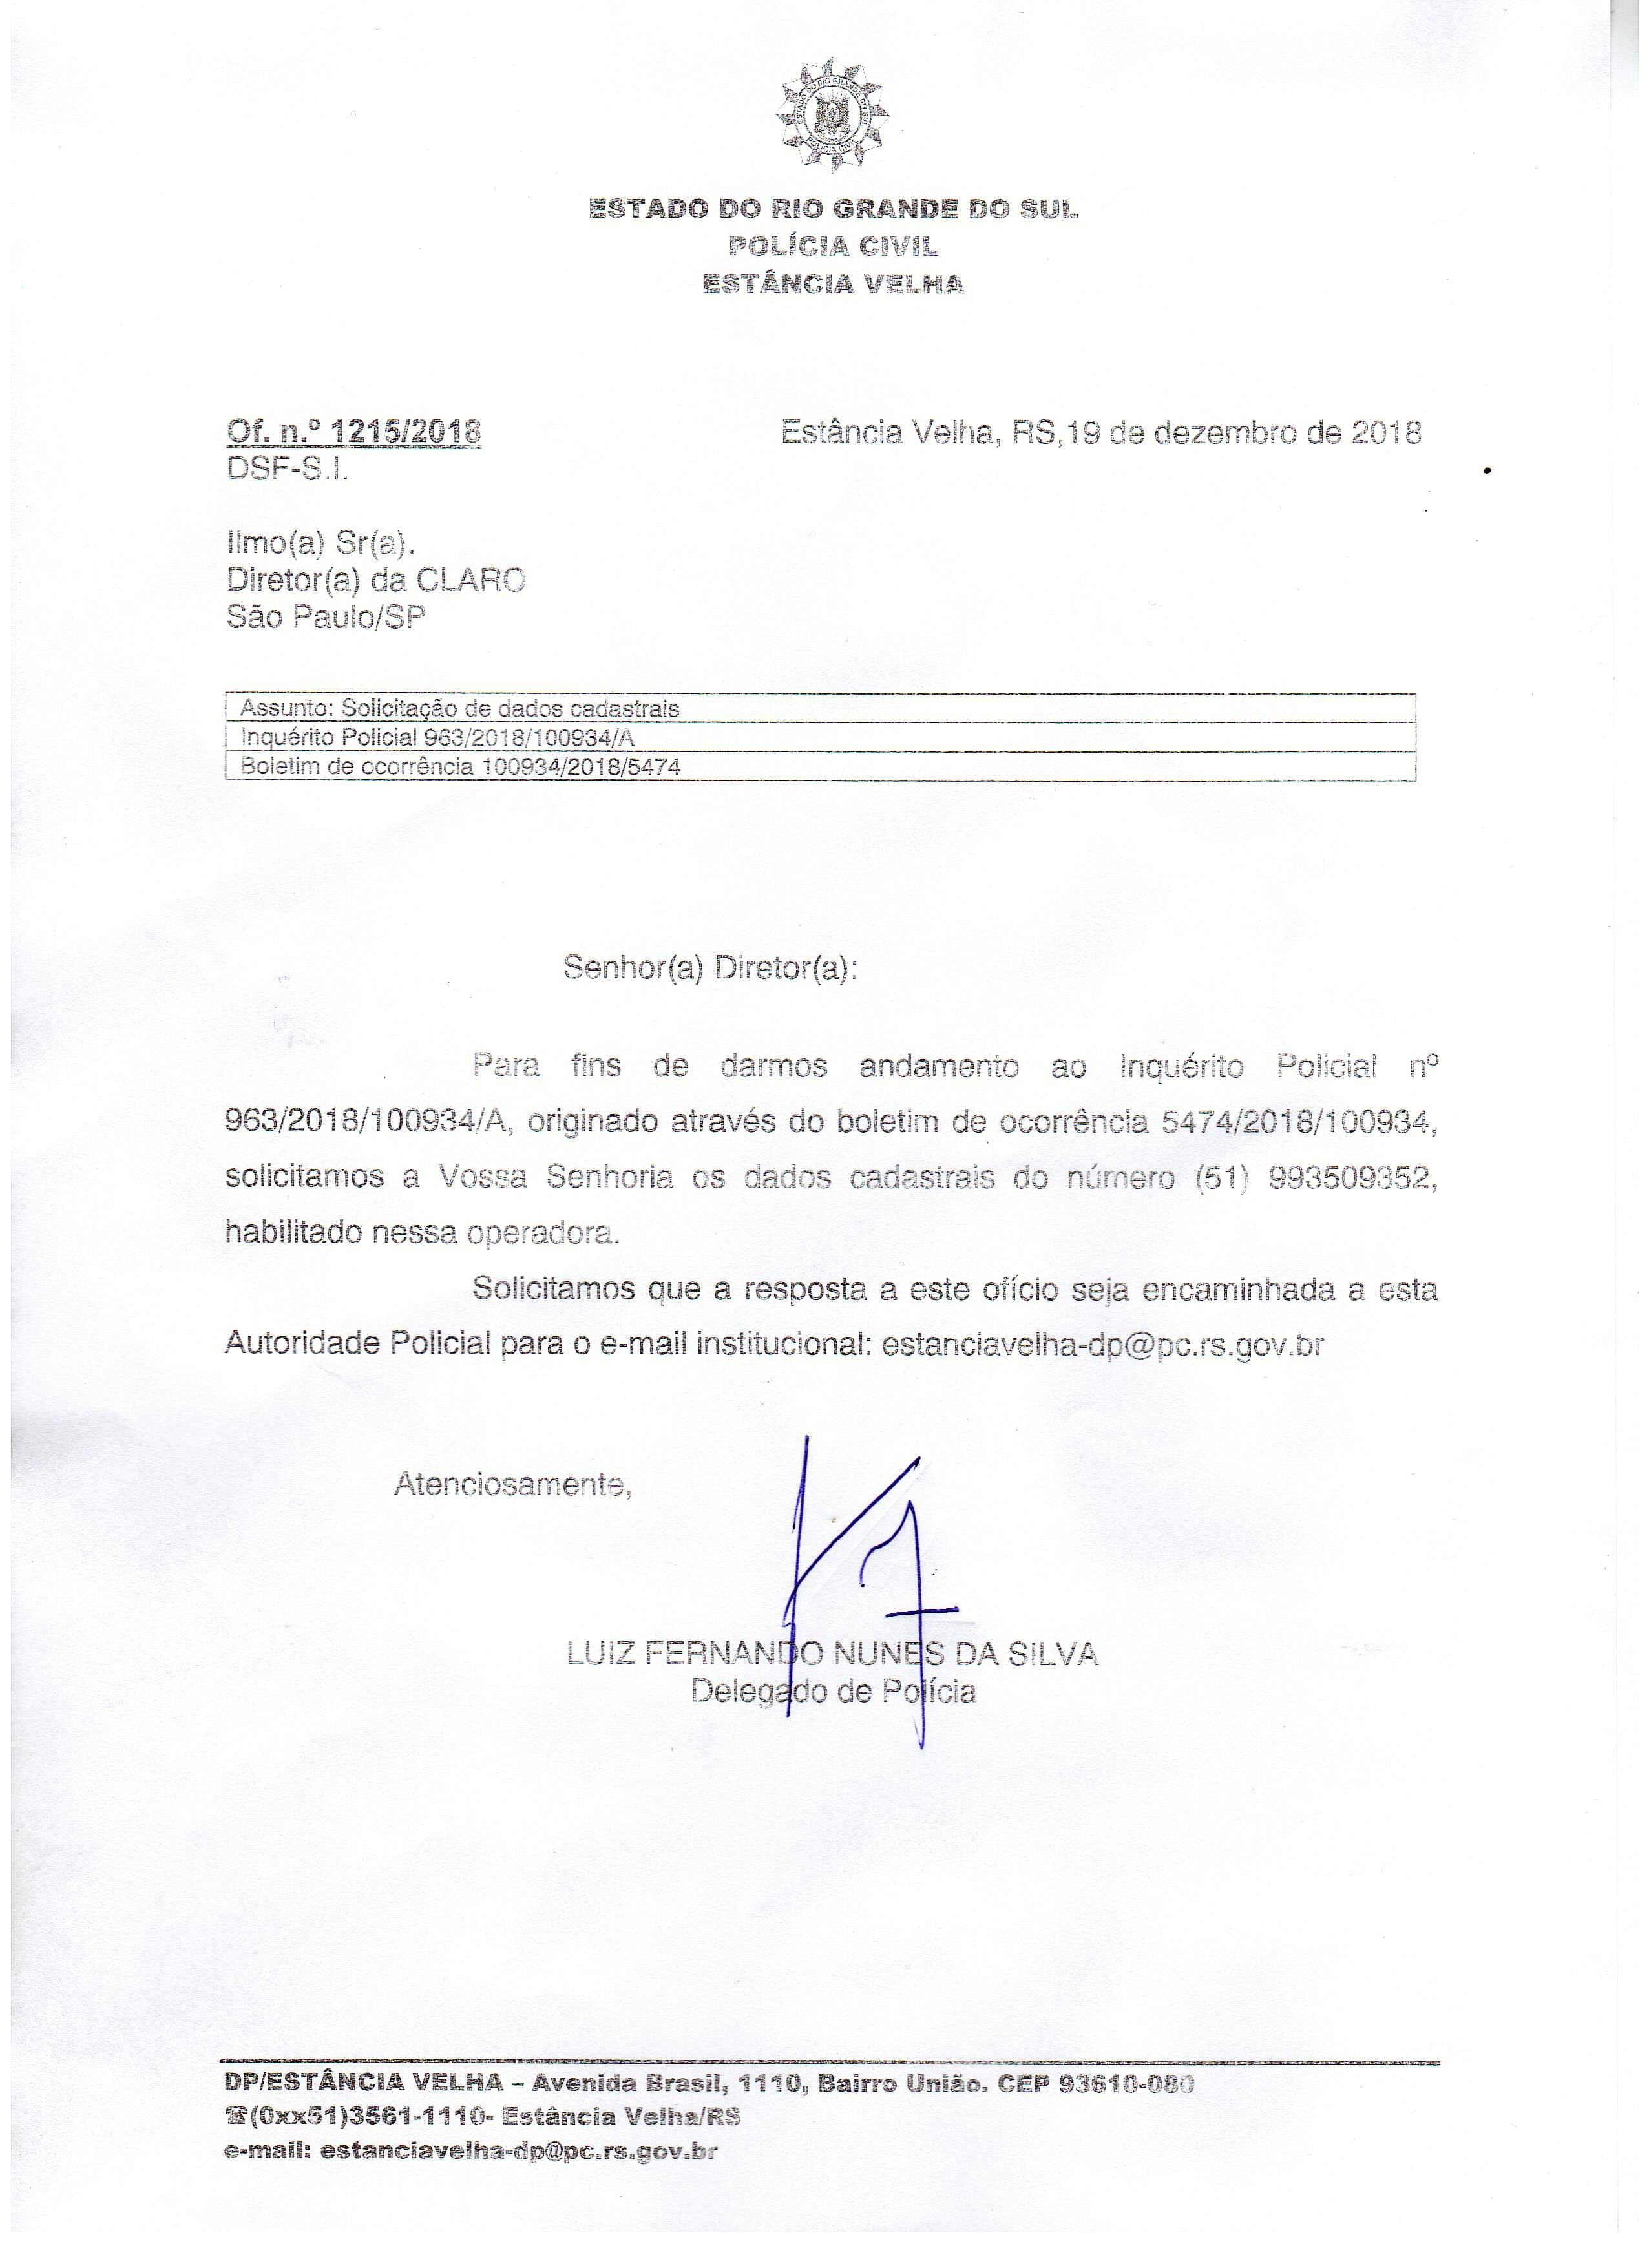 ESTADO DO RIO GRANDE DO SUL
POLÍCIA CIVIL
ESTADO DO RIO GRANDE DO SUL
POLÍCIA CIVIL
ESTÂNCIA VELHA
Of. n.º 1215/2018
Estância Velha, RS,19 de dezembro de 2018
DSF-S.I.
Ilmo(a) Sr(a).
Diretor(a) da CLARO
São Paulo/SP
Assunto: Solicitação de dados cadastrais
Inquérito Policial 963/2018/100934/A
Boletim de ocorrência 100934/2018/5474
Senhor(a) Diretor(a):
Para fins de darmos andamento ao Inquérito Policial nº
963/2018/100934/A, originado através do boletim de ocorrência 5474/2018/100934,
solicitamos a Vossa Senhoria os dados cadastrais do número (51) 993509352,
habilitado nessa operadora.
Solicitamos que a resposta a este ofício seja encaminhada a esta
Autoridade Policial para o e-mail institucional: estanciavelha-dp@pc.rs.gov.br
Atenciosamente,
LUIZ FERNANDO NUNES DA SILVA
Delegado de Polícia
DP/ESTÂNCIA VELHA – Avenida Brasil, 1110, Bairro União. CEP 93610-080
☎(0xx51)3561-1110- Estância Velha/RS
e-mail: estanciavelha-dp@pc.rs.gov.br